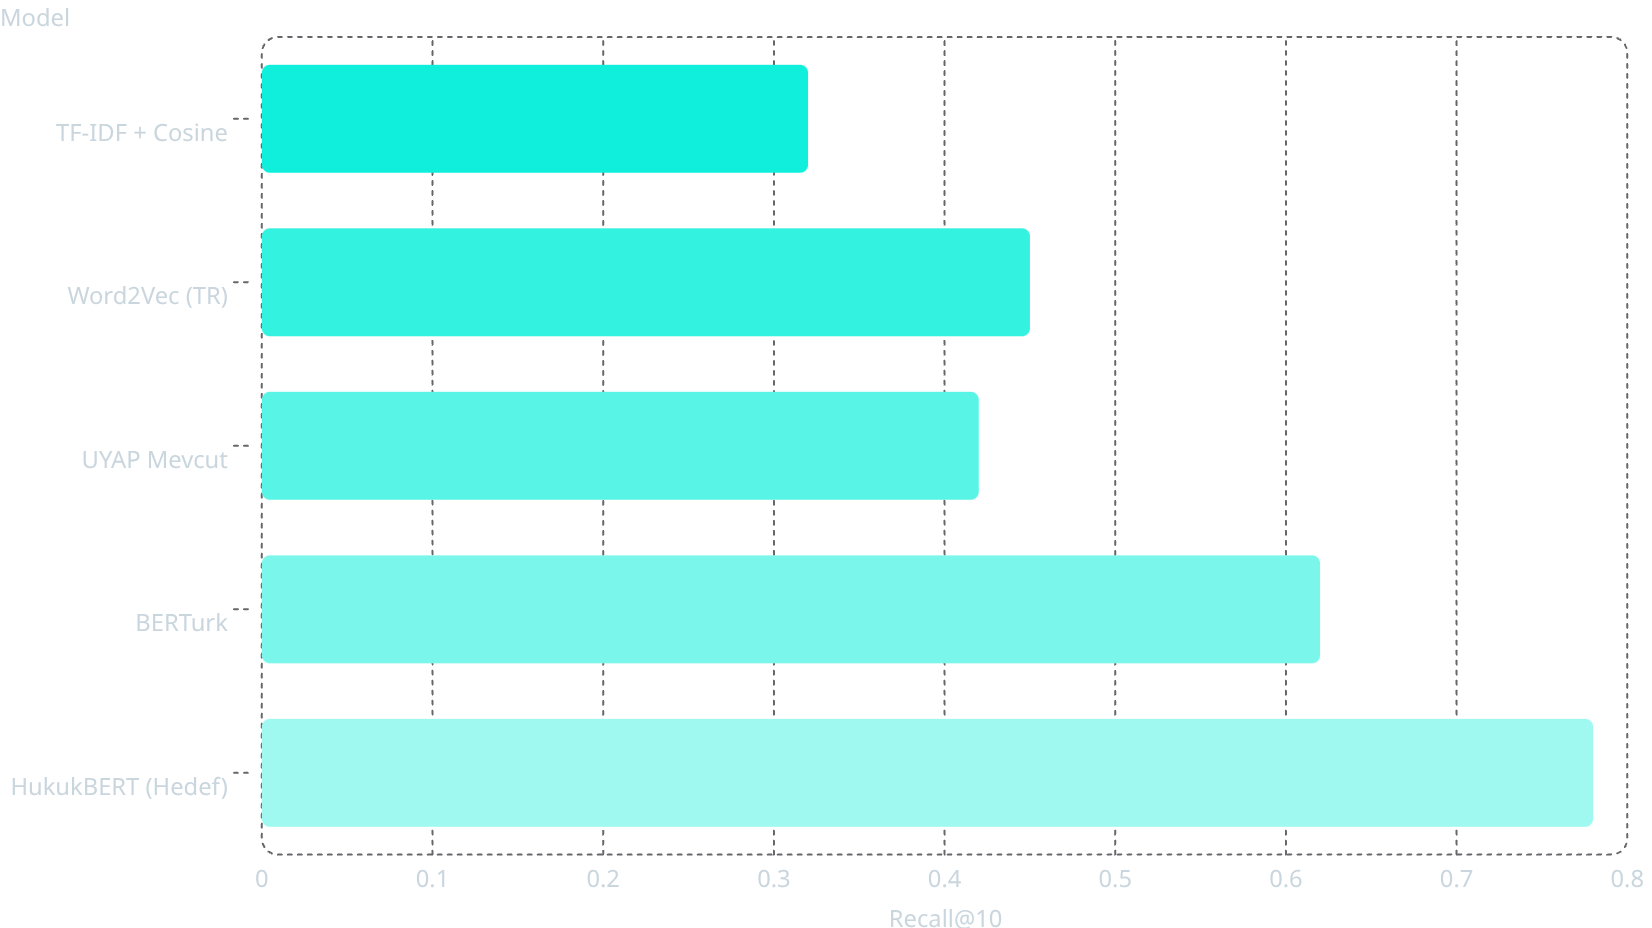 Model
TF-IDF + Cosine
Word2Vec (TR)
UYAP Mevcut
BERTurk
HukukBERT (Hedef)
0 0.1 0.2 0.3 0.4 0.5 0.6 0.7 0.8
Recall@10